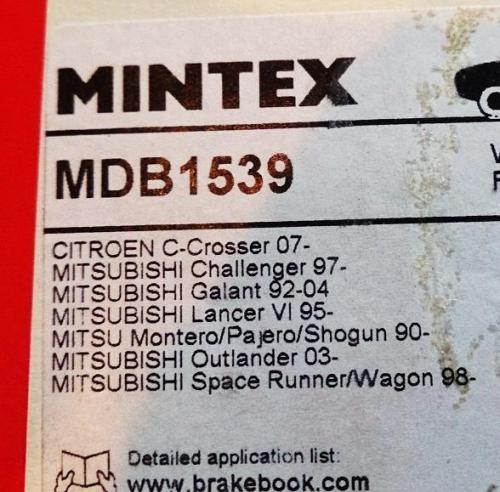 MINTEX
MDB1539
CITROEN C-Crosser 07-
MITSUBISHI Challenger 97-
MITSUBISHI Galant 92-04
MITSUBISHI Lancer VI 95-
MITSU Montero/Pajero/Shogun 90-
MITSUBISHI Outlander 03-
MITSUBISHI Space Runner/Wagon 98-
Detailed application list:
www.brakebook.com